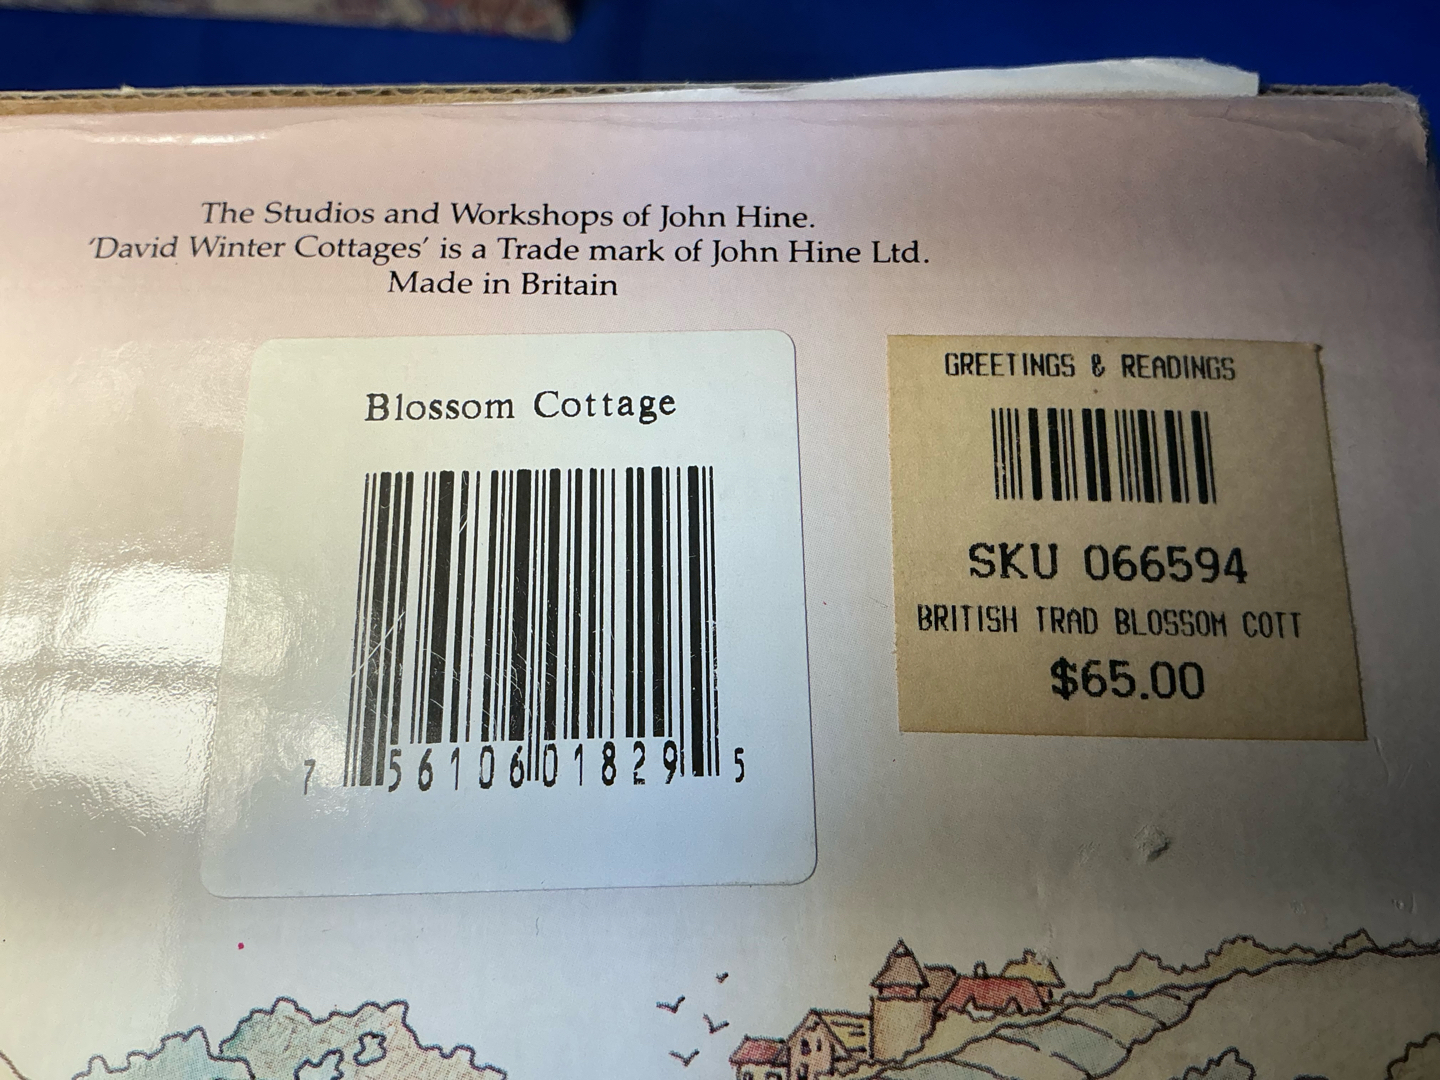 The Studios and Workshops of John Hine.
'David Winter Cottages' is a Trade mark of John Hine Ltd.
Made in Britain
Blossom Cottage
7 56106 01829 5
GREETINGS & READINGS
SKU 066594
BRITISH TRAD BLOSSOM COTT
$65.00